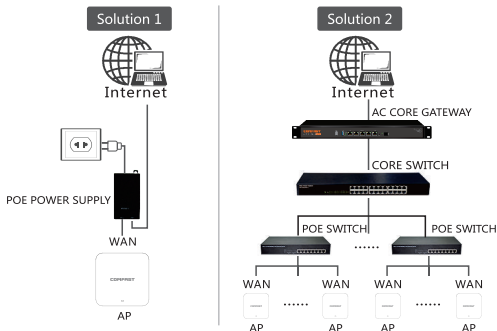 Solution 1
Internet
POE POWER SUPPLY
WAN
COMFAST
AP
Solution 2
Internet
AC CORE GATEWAY
CORE SWITCH
POE SWITCH
......
POE SWITCH
WAN
......
WAN
WAN
......
WAN
AP
AP
AP
AP